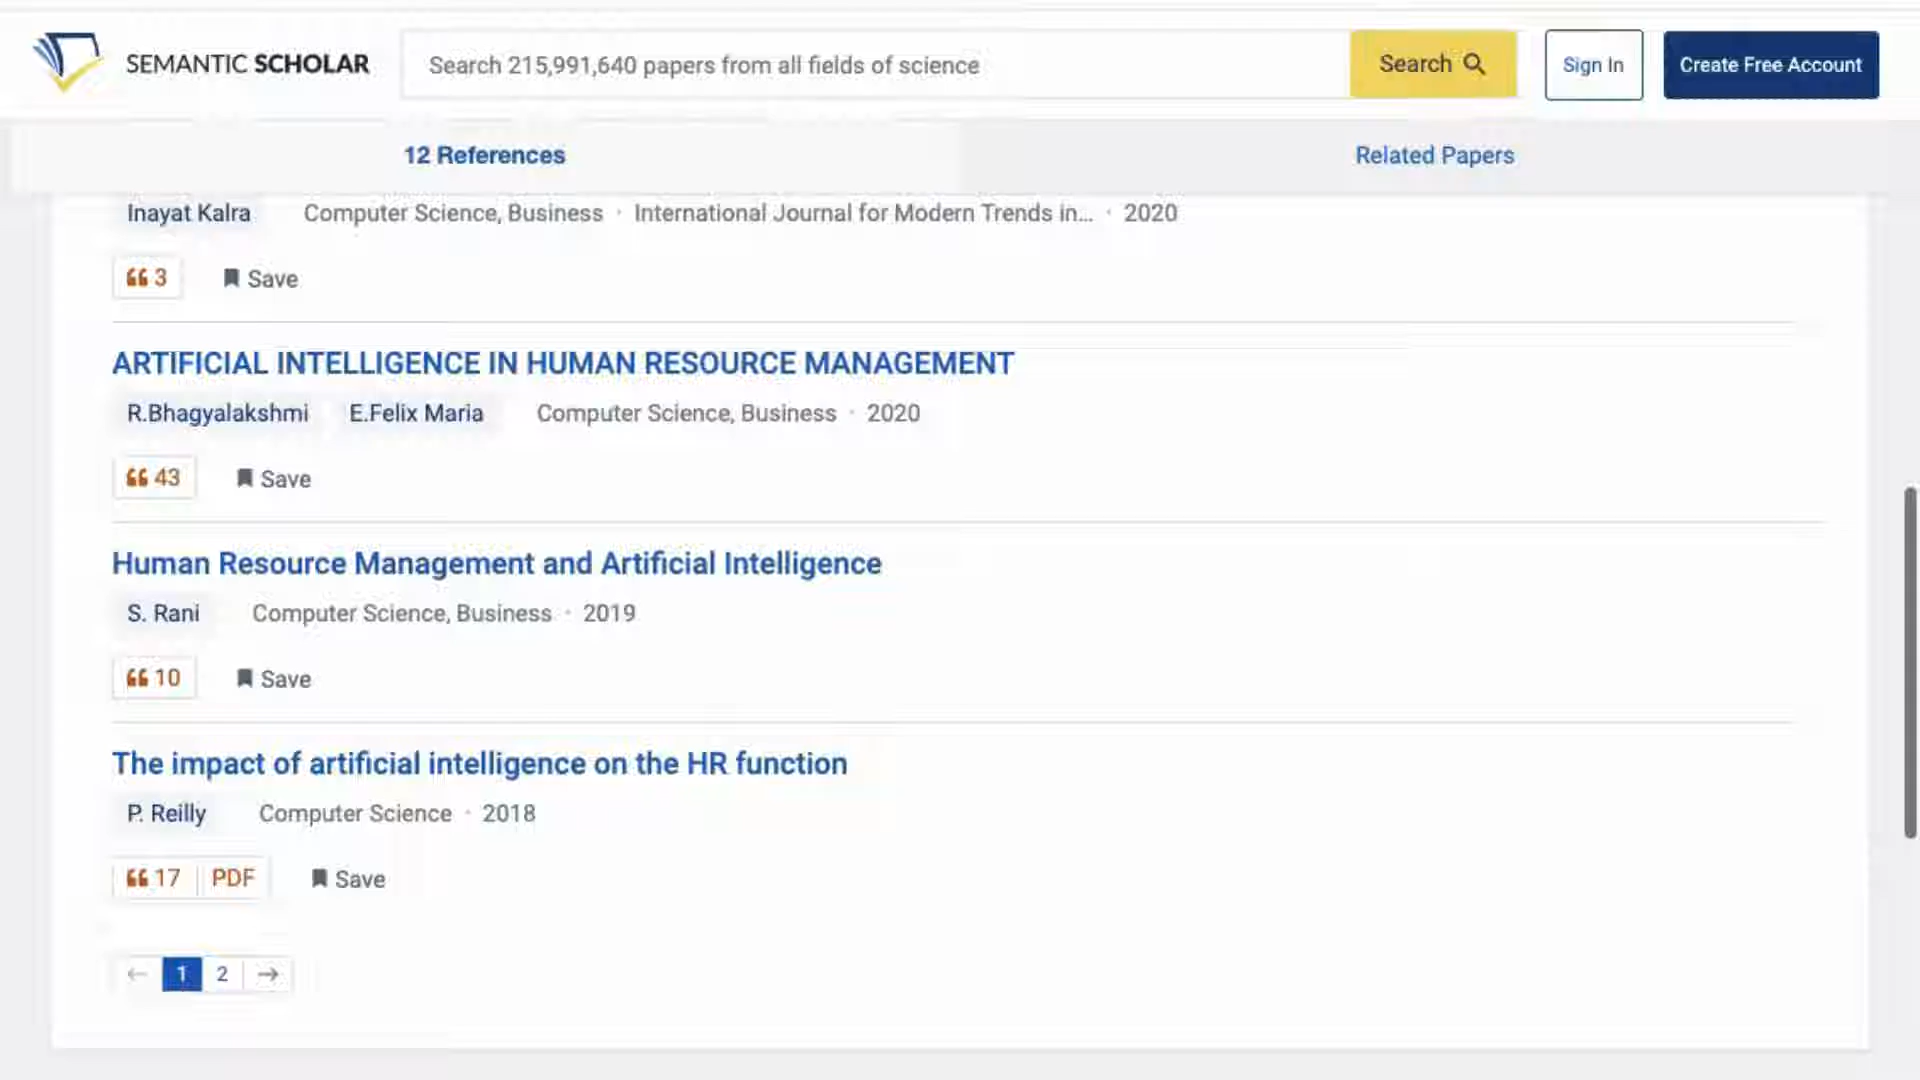 SEMANTIC SCHOLAR
Search 215,991,640 papers from all fields of science
Search
Sign In
Create Free Account
12 References
Related Papers
Inayat Kalra Computer Science, Business · International Journal for Modern Trends in... · 2020
3 Save
ARTIFICIAL INTELLIGENCE IN HUMAN RESOURCE MANAGEMENT
R.Bhagyalakshmi E.Felix Maria Computer Science, Business · 2020
43 Save
Human Resource Management and Artificial Intelligence
S. Rani Computer Science, Business · 2019
10 Save
The impact of artificial intelligence on the HR function
P. Reilly Computer Science · 2018
17 PDF Save
← 1 2 →